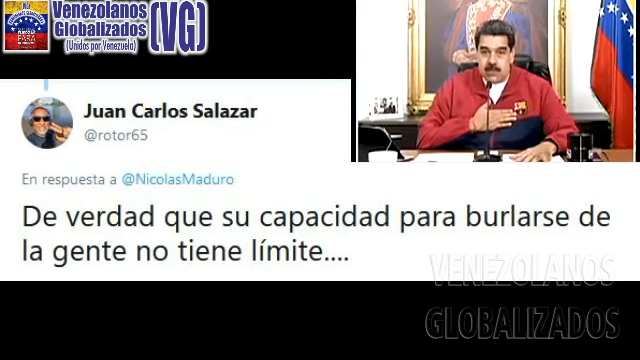 Venezolanos
Globalizados
(Unidos por Venezuela)
(VG)
Juan Carlos Salazar
@rotor65
En respuesta a @NicolasMaduro
De verdad que su capacidad para burlarse de
la gente no tiene límite....
VENEZOLANOS
GLOBALIZADOS